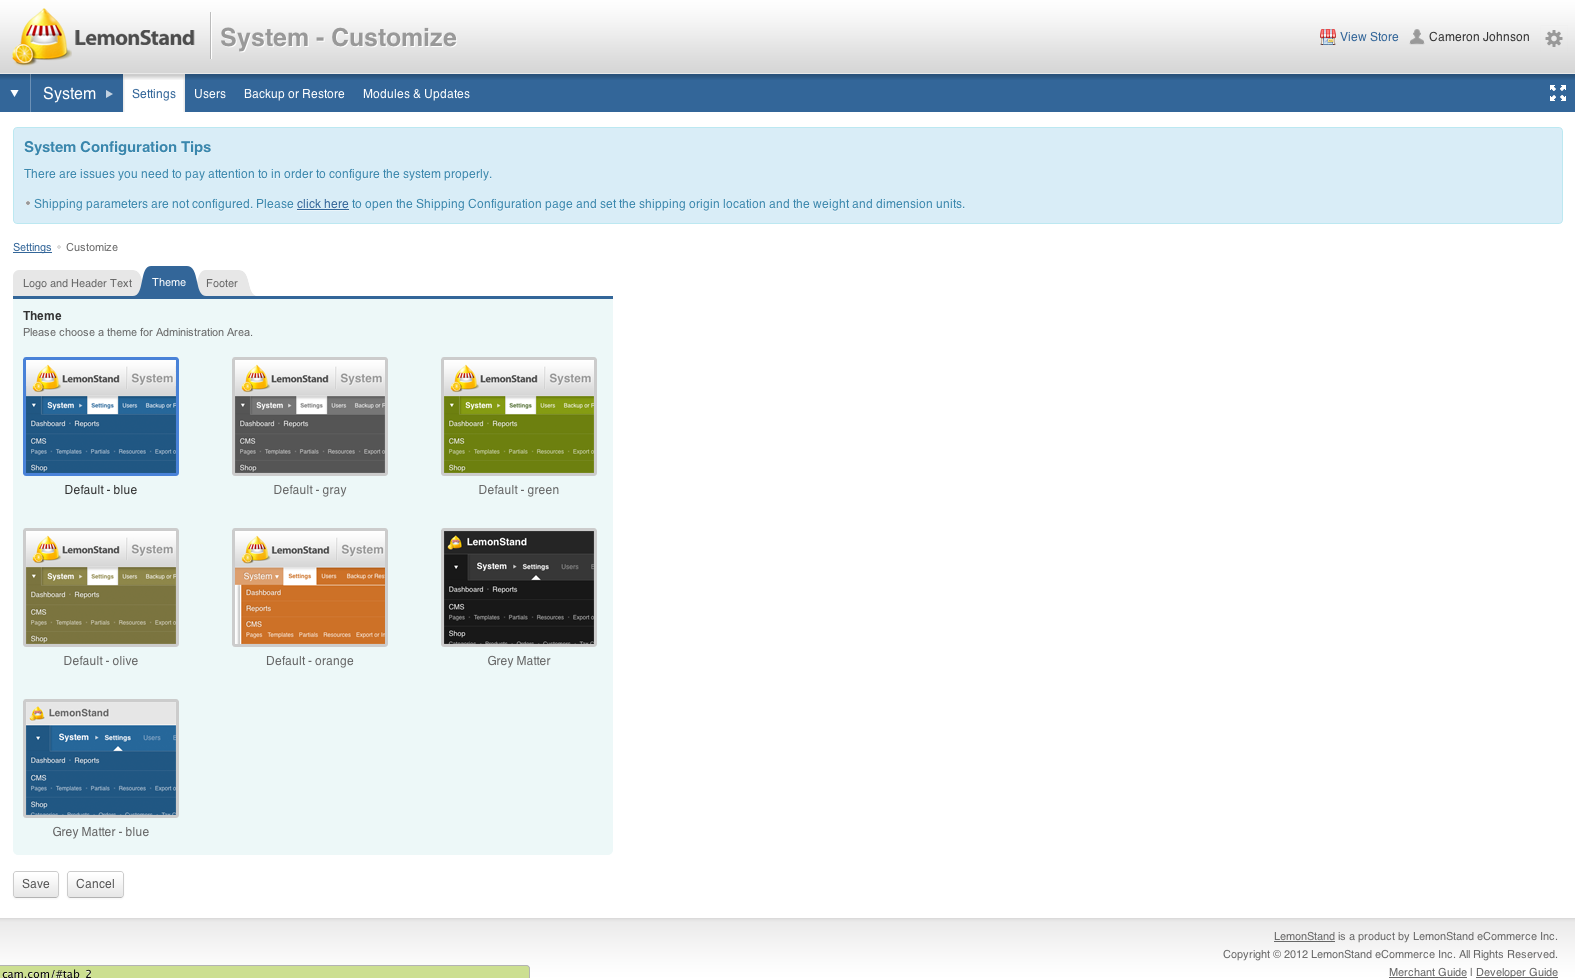 LemonStand
System - Customize
View Store
Cameron Johnson
System
Settings
Users
Backup or Restore
Modules & Updates
System Configuration Tips
There are issues you need to pay attention to in order to configure the system properly.
• Shipping parameters are not configured. Please click here to open the Shipping Configuration page and set the shipping origin location and the weight and dimension units.
Settings • Customize
Logo and Header Text
Theme
Footer
Theme
Please choose a theme for Administration Area.
LemonStand System
System Settings Users Backup or R
Dashboard · Reports
CMS
Pages · Templates · Partials · Resources · Export o
Shop
Default - blue
LemonStand System
System Settings Users Backup or R
Dashboard · Reports
CMS
Pages · Templates · Partials · Resources · Export o
Shop
Default - gray
LemonStand System
System Settings Users Backup or R
Dashboard · Reports
CMS
Pages · Templates · Partials · Resources · Export o
Shop
Default - green
LemonStand System
System Settings Users Backup or R
Dashboard · Reports
CMS
Pages · Templates · Partials · Resources · Export o
Shop
Default - olive
LemonStand System
System Settings Users Backup or Res
Dashboard
Reports
CMS
Pages Templates Partials Resources Export or Im
Default - orange
LemonStand
System Settings Users
Dashboard · Reports
CMS
Pages · Templates · Partials · Resources · Export o
Shop
Grey Matter
LemonStand
System Settings Users
Dashboard · Reports
CMS
Pages · Templates · Partials · Resources · Export o
Shop
Grey Matter - blue
Save
Cancel
LemonStand is a product by LemonStand eCommerce Inc.
Copyright © 2012 LemonStand eCommerce Inc. All Rights Reserved.
Merchant Guide | Developer Guide
cam.com/#tab_2